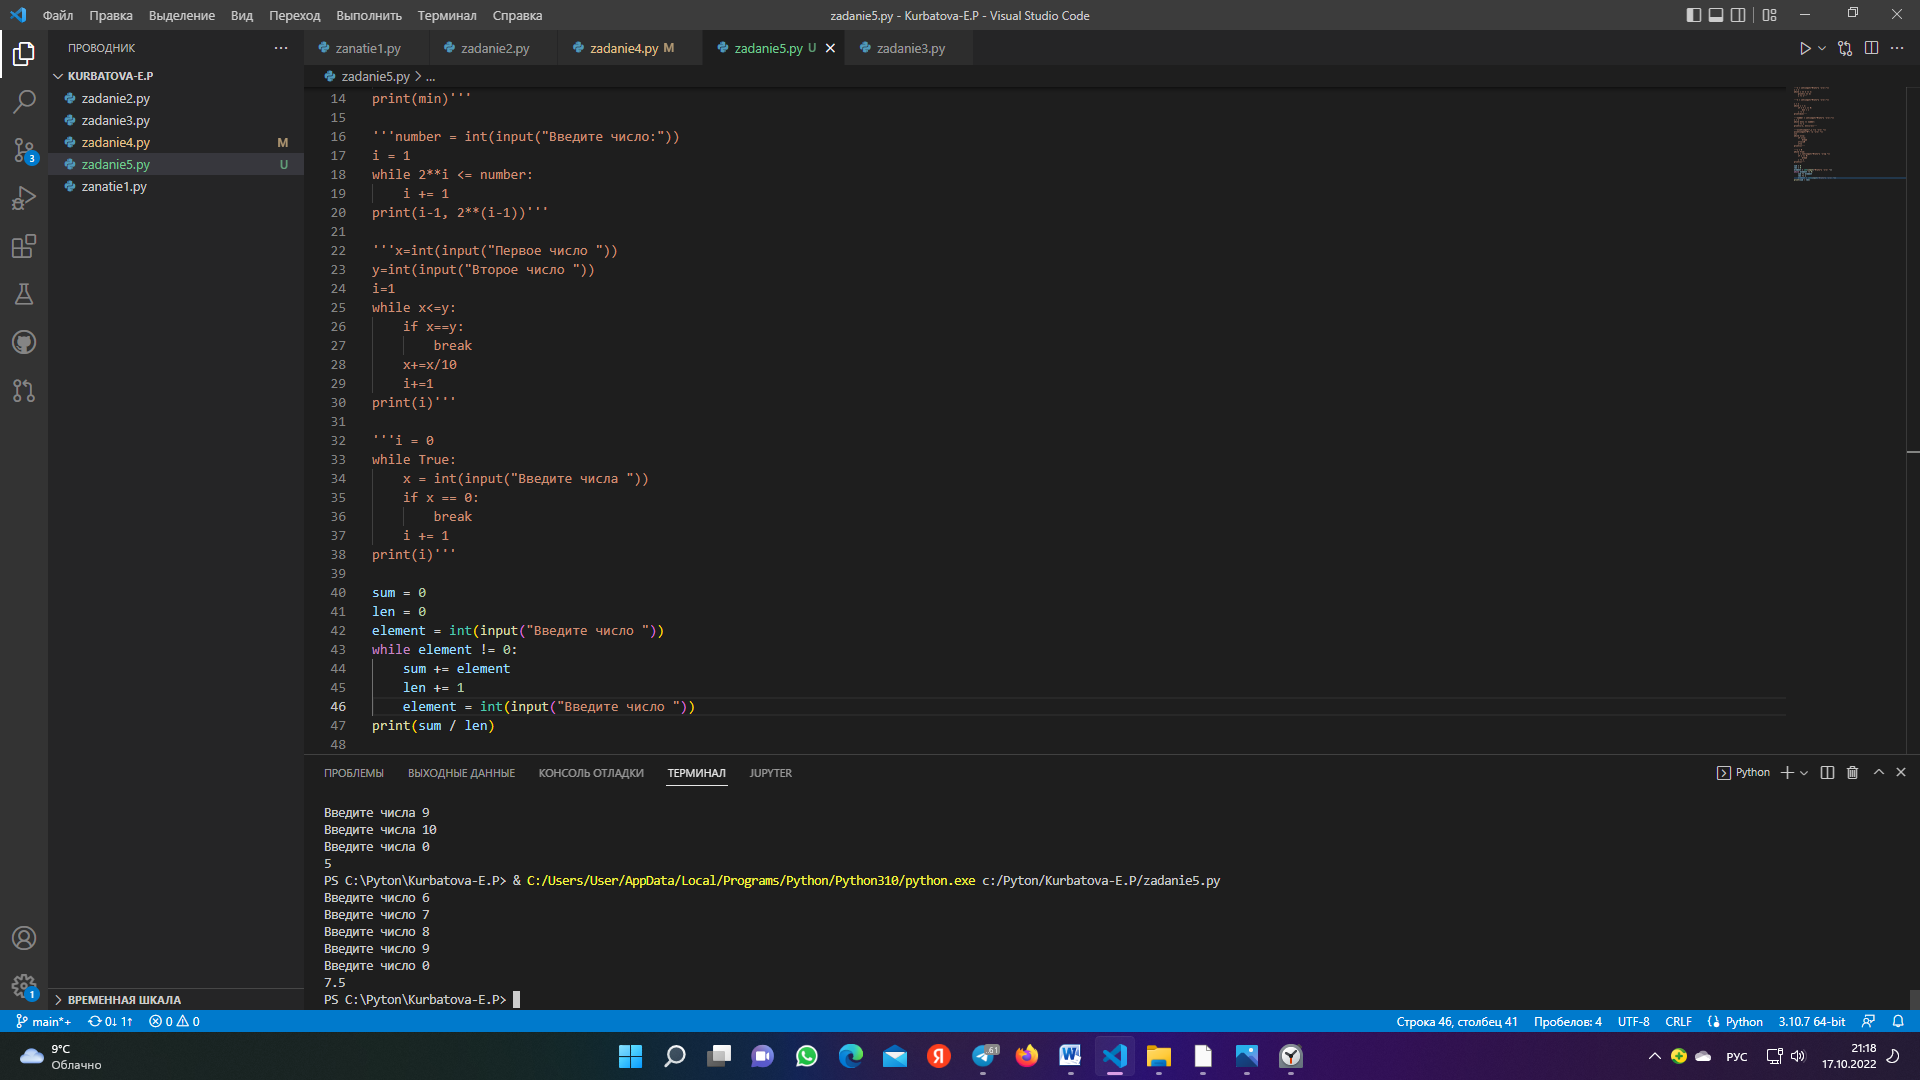 Файл Правка Выделение Вид Переход Выполнить Терминал Справка
zadanie5.py - Kurbatova-E.P - Visual Studio Code
ПРОВОДНИК
zanatie1.py zadanie2.py zadanie4.py M zadanie5.py U zadanie3.py
KURBATOVA-E.P
zadanie5.py > ...
zadanie2.py
zadanie3.py
zadanie4.py M
zadanie5.py U
zanatie1.py
3
14 print(min)'''
15
16 '''number = int(input("Введите число:"))
17 i = 1
18 while 2**i <= number:
19 i += 1
20 print(i-1, 2**(i-1))'''
21
22 '''x=int(input("Первое число "))
23 y=int(input("Второе число "))
24 i=1
25 while x<=y:
26 if x==y:
27 break
28 x+=x/10
29 i+=1
30 print(i)'''
31
32 '''i = 0
33 while True:
34 x = int(input("Введите числа "))
35 if x == 0:
36 break
37 i += 1
38 print(i)'''
39
40 sum = 0
41 len = 0
42 element = int(input("Введите число "))
43 while element != 0:
44 sum += element
45 len += 1
46 element = int(input("Введите число "))
47 print(sum / len)
48
ПРОБЛЕМЫ ВЫХОДНЫЕ ДАННЫЕ КОНСОЛЬ ОТЛАДКИ ТЕРМИНАЛ JUPYTER
Python
Введите числа 9
Введите числа 10
Введите числа 0
5
PS C:\Pyton\Kurbatova-E.P> & C:/Users/User/AppData/Local/Programs/Python/Python310/python.exe c:/Pyton/Kurbatova-E.P/zadanie5.py
Введите число 6
Введите число 7
Введите число 8
Введите число 9
Введите число 0
7.5
PS C:\Pyton\Kurbatova-E.P>
1
ВРЕМЕННАЯ ШКАЛА
main*+ 0↓ 1↑ 0 0
Строка 46, столбец 41 Пробелов: 4 UTF-8 CRLF Python 3.10.7 64-bit
9°C
Облачно
61
РУС
21:18
17.10.2022